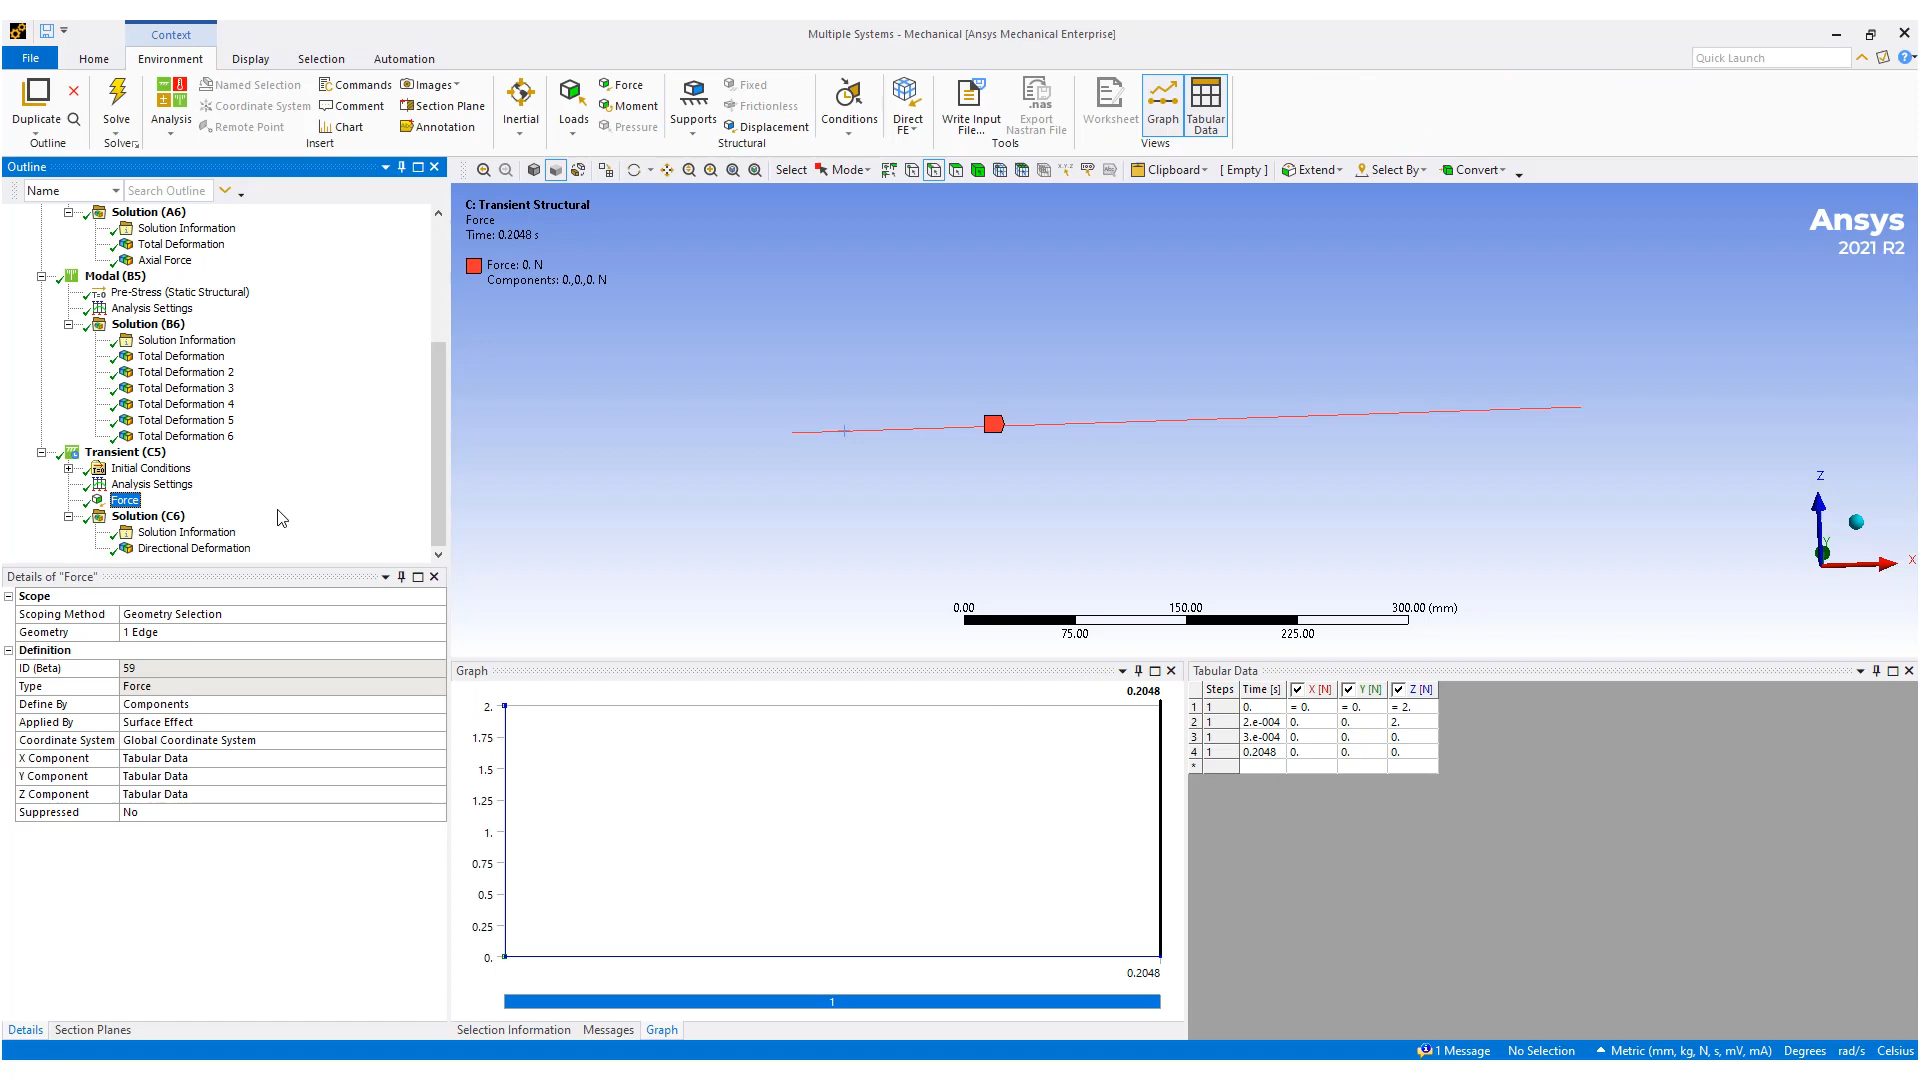 Context
Multiple Systems - Mechanical [Ansys Mechanical Enterprise]
File Home Environment Display Selection Automation
Quick Launch
Duplicate
Outline
Solve
Solver
Analysis
Named Selection
Coordinate System
Remote Point
Commands
Comment
Chart
Images
Section Plane
Annotation
Insert
Inertial
Loads
Force
Moment
Pressure
Supports
Fixed
Frictionless
Displacement
Conditions
Direct
FE
Structural
Write Input
File...
.nas
Export
Nastran File
Tools
Worksheet
Graph
Tabular
Data
Views
Outline
Name Search Outline
Select Mode Clipboard [ Empty ] Extend Select By Convert
Solution (A6)
Solution Information
Total Deformation
Axial Force
Modal (B5)
Pre-Stress (Static Structural)
Analysis Settings
Solution (B6)
Solution Information
Total Deformation
Total Deformation 2
Total Deformation 3
Total Deformation 4
Total Deformation 5
Total Deformation 6
Transient (C5)
Initial Conditions
Analysis Settings
Force
Solution (C6)
Solution Information
Directional Deformation
C: Transient Structural
Force
Time: 0.2048 s
Force: 0. N
Components: 0.,0.,0. N
Ansys
2021 R2
Z
Y
X
0.00 150.00 300.00 (mm)
75.00 225.00
Details of "Force"
Scope
Scoping Method Geometry Selection
Geometry 1 Edge
Definition
ID (Beta) 59
Type Force
Define By Components
Applied By Surface Effect
Coordinate System Global Coordinate System
X Component Tabular Data
Y Component Tabular Data
Z Component Tabular Data
Suppressed No
Details Section Planes
Graph
0.2048
2.
1.75
1.5
1.25
1.
0.75
0.5
0.25
0.
0.2048
1
Selection Information Messages Graph
Tabular Data
Steps Time [s] X [N] Y [N] Z [N]
1 1 0. = 0. = 0. = 2.
2 1 2.e-004 0. 0. 2.
3 1 3.e-004 0. 0. 0.
4 1 0.2048 0. 0. 0.
*
1 Message No Selection Metric (mm, kg, N, s, mV, mA) Degrees rad/s Celsius